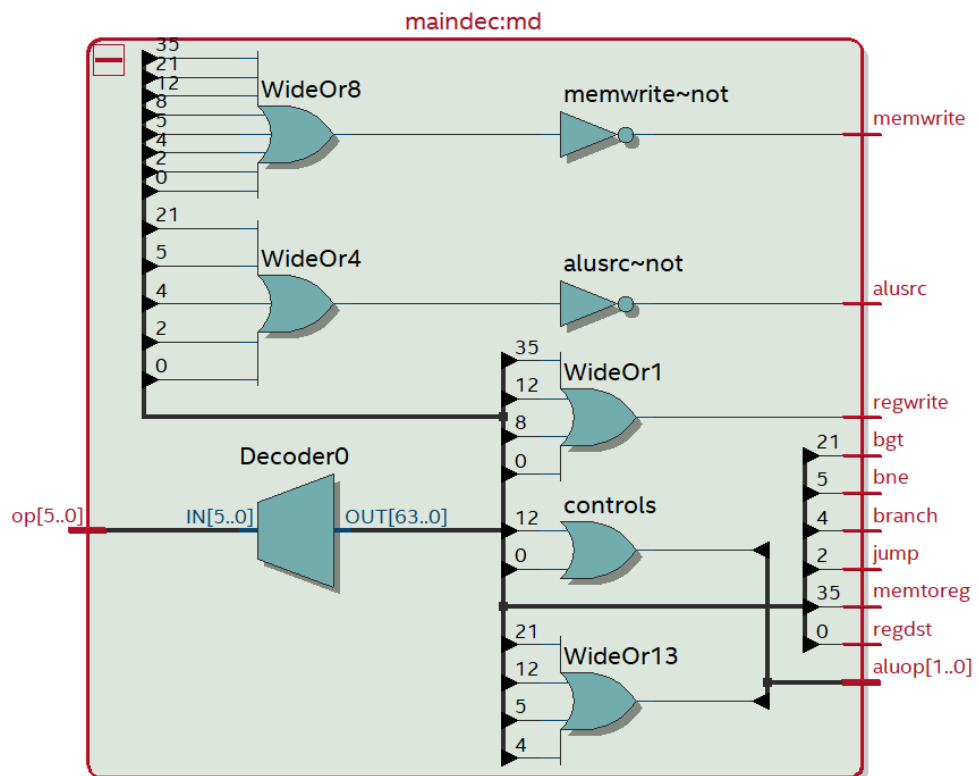 maindec:md
35
21
12
8
5
4
2
0
WideOr8
memwrite~not
memwrite
21
5
4
2
0
WideOr4
alusrc~not
alusrc
35
12
8
0
WideOr1
regwrite
Decoder0
op[5..0]
IN[5..0]
OUT[63..0]
12
0
controls
21
bgt
5
bne
4
branch
2
jump
35
memtoreg
0
regdst
21
12
5
4
WideOr13
aluop[1..0]